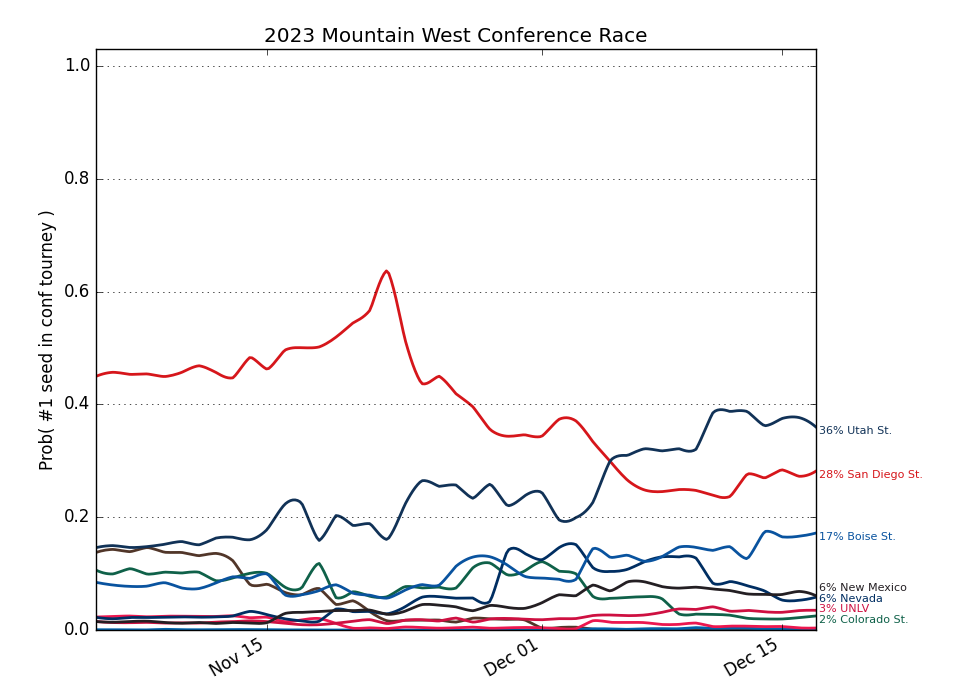 2023 Mountain West Conference Race
Prob( #1 seed in conf tourney )
1.0
0.8
0.6
0.4
0.2
0.0
Nov 15
Dec 01
Dec 15
36% Utah St.
28% San Diego St.
17% Boise St.
6% New Mexico
6% Nevada
3% UNLV
2% Colorado St.